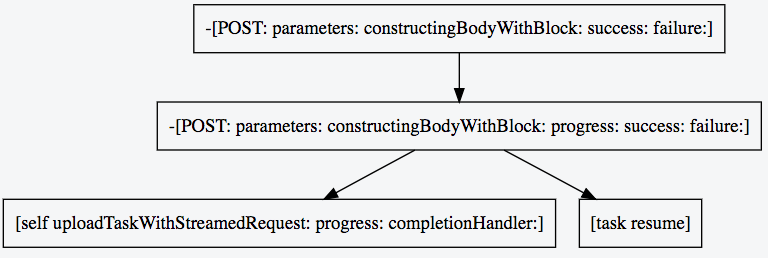 -[POST: parameters: constructingBodyWithBlock: success: failure:]
-[POST: parameters: constructingBodyWithBlock: progress: success: failure:]
[self uploadTaskWithStreamedRequest: progress: completionHandler:]
[task resume]